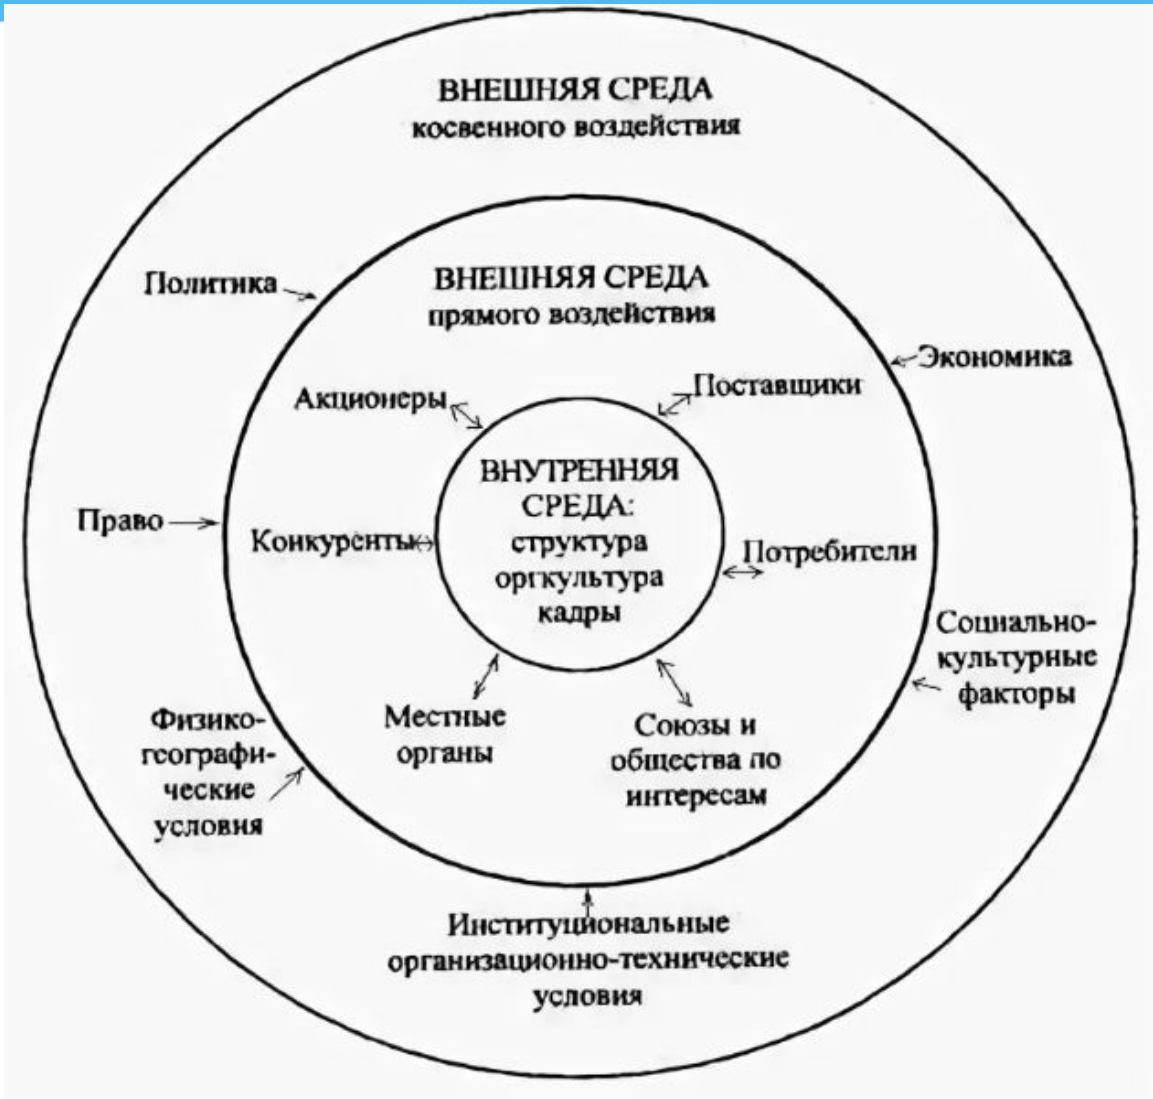 ВНЕШНЯЯ СРЕДА
косвенного воздействия
Политика
ВНЕШНЯЯ СРЕДА
прямого воздействия
Экономика
Акционеры
Поставщики
ВНУТРЕННЯЯ
СРЕДА:
структура
оргкультура
кадры
Право
Конкуренты
Потребители
Социально-
культурные
факторы
Физико-
географи-
ческие
условия
Местные
органы
Союзы и
общества по
интересам
Институциональные
организационно-технические
условия